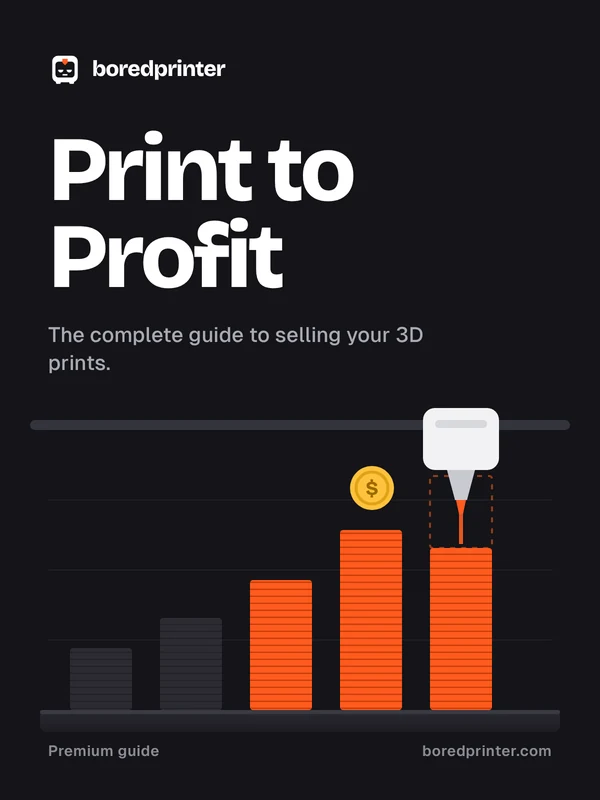 boredprinter
Print to
Profit
The complete guide to selling your 3D
prints.
$
Premium guide
boredprinter.com